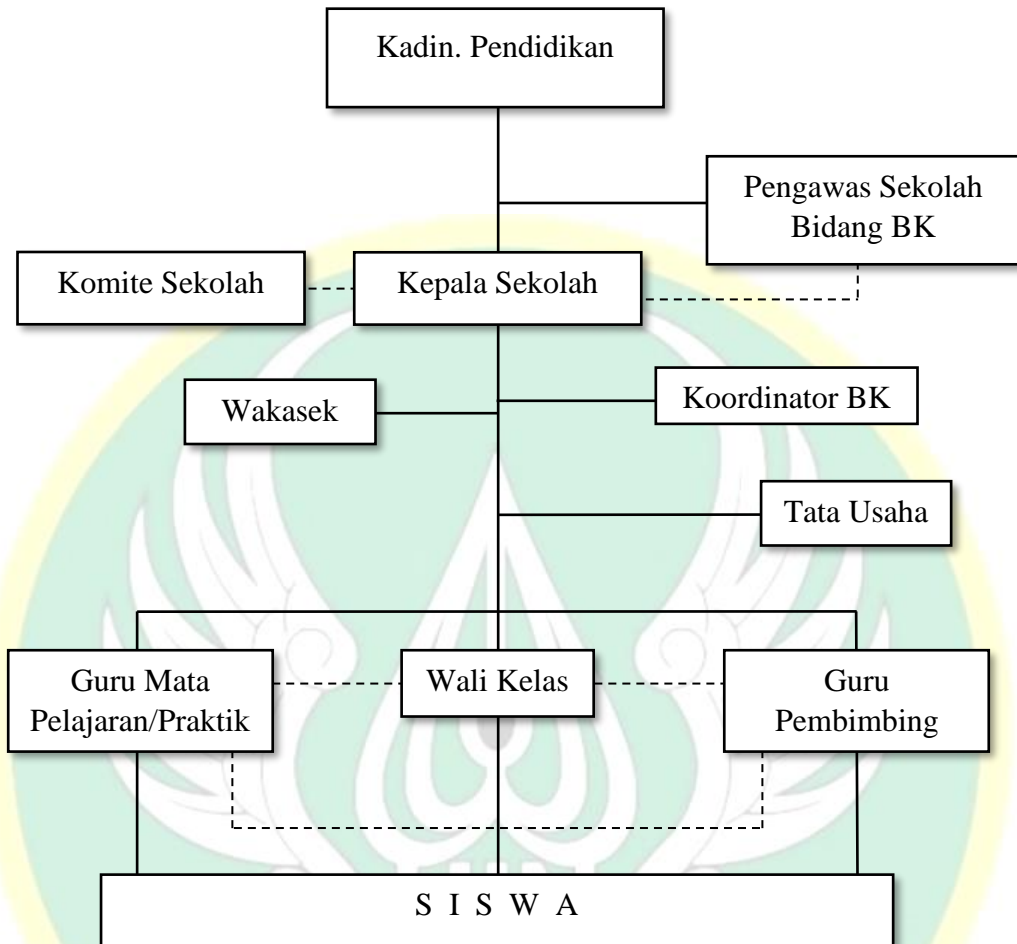 Kadin. Pendidikan
Pengawas Sekolah
Bidang BK
Komite Sekolah
Kepala Sekolah
Wakasek
Koordinator BK
Tata Usaha
Guru Mata
Pelajaran/Praktik
Wali Kelas
Guru
Pembimbing
S I S W A